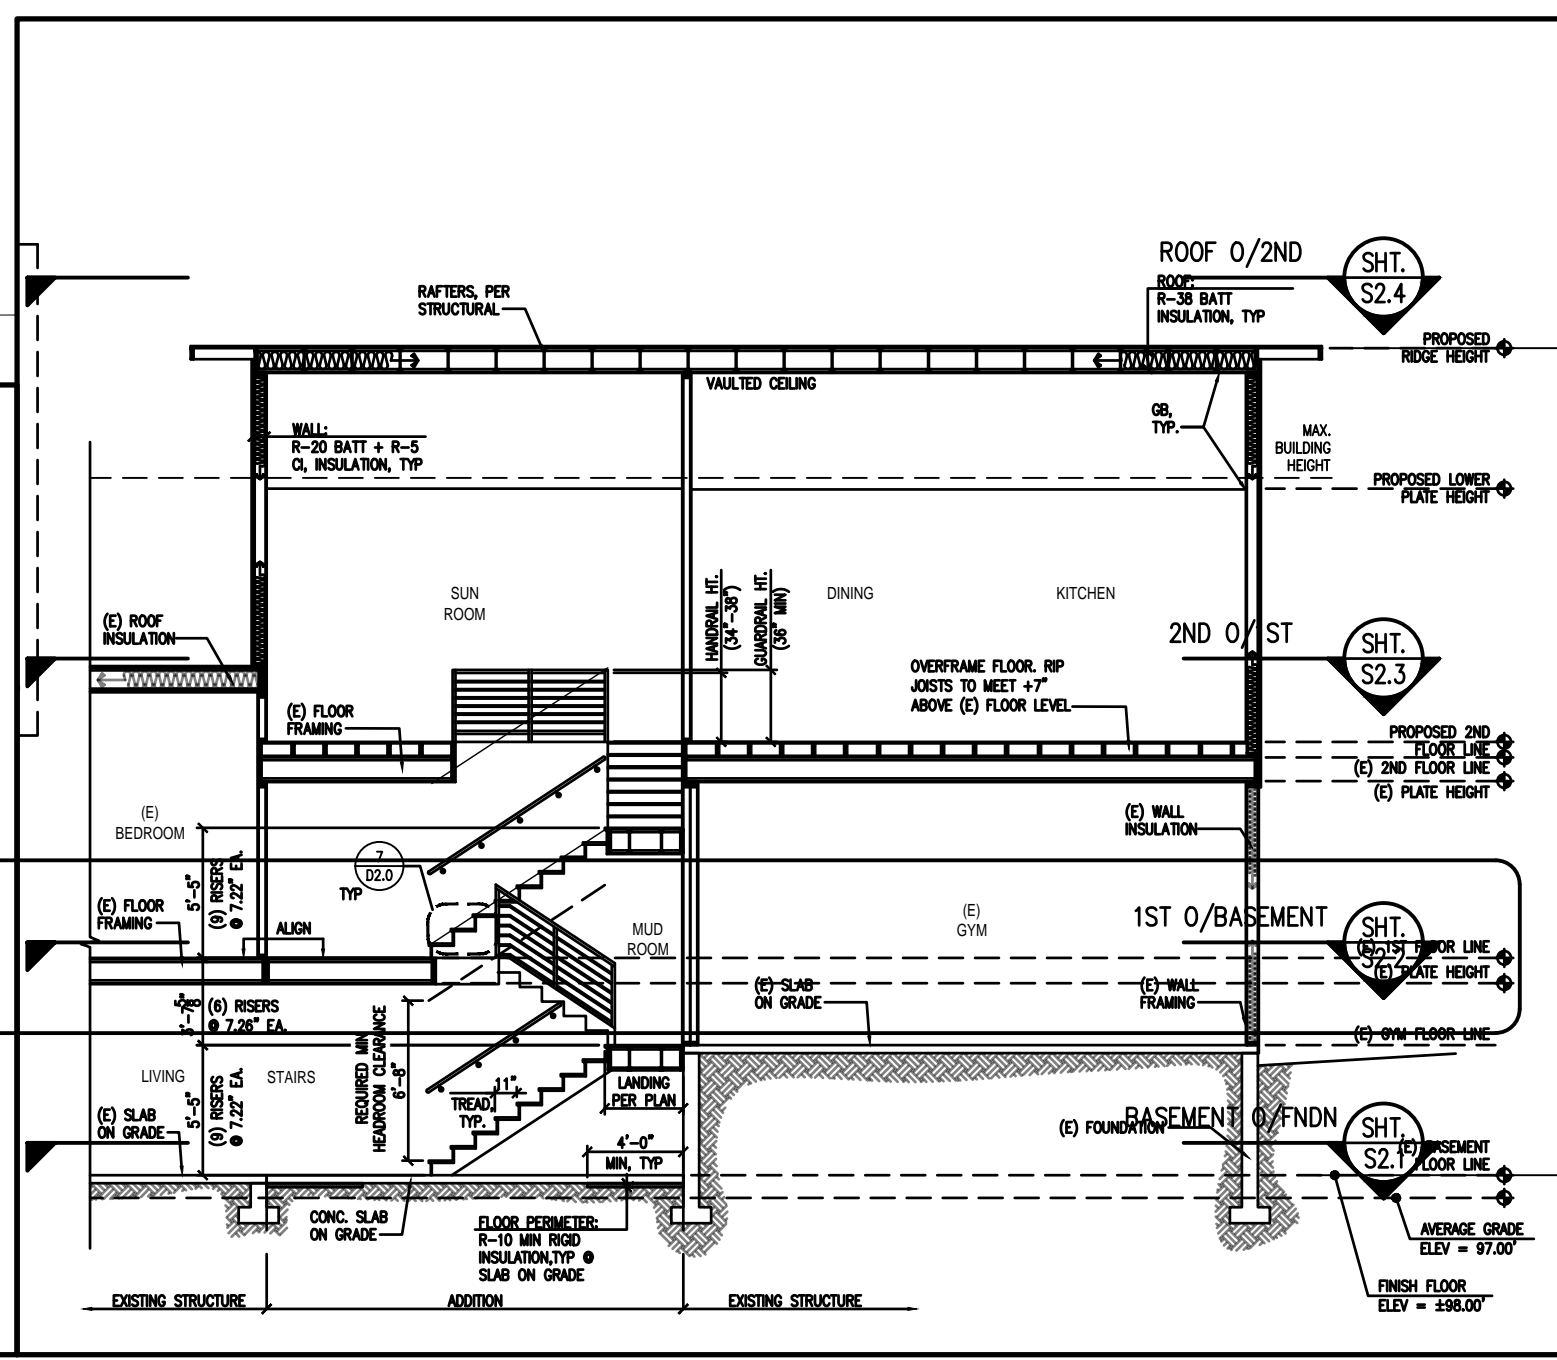 ROOF O/2ND
SHT.
S2.4
ROOF:
R-38 BATT
INSULATION, TYP
RAFTERS, PER
STRUCTURAL
PROPOSED
RIDGE HEIGHT
VAULTED CEILING
GB,
TYP.
WALL:
R-20 BATT + R-5
CI, INSULATION, TYP
MAX.
BUILDING
HEIGHT
PROPOSED LOWER
PLATE HEIGHT
SUN
ROOM
HANDRAIL HT.
(34"-38")
GUARDRAIL HT.
(36" MIN)
DINING
KITCHEN
(E) ROOF
INSULATION
2ND O/ ST
SHT.
S2.3
OVERFRAME FLOOR. RIP
JOISTS TO MEET +7"
ABOVE (E) FLOOR LEVEL
(E) FLOOR
FRAMING
PROPOSED 2ND
FLOOR LINE
(E) 2ND FLOOR LINE
(E) PLATE HEIGHT
(E)
BEDROOM
(E) WALL
INSULATION
7
D2.0
TYP
5'-5"
(9) RISERS
@ 7.22" EA.
(E) FLOOR
FRAMING
ALIGN
MUD
ROOM
(E)
GYM
1ST O/BASEMENT
SHT.
S2.2
(E) 1ST FLOOR LINE
(E) PLATE HEIGHT
(E) SLAB
ON GRADE
(E) WALL
FRAMING
(6) RISERS
@ 7.26" EA.
REQUIRED MIN
HEADROOM CLEARANCE
6'-8"
(E) GYM FLOOR LINE
LIVING
STAIRS
5'-5"
(9) RISERS
@ 7.22" EA.
11"
TREAD,
TYP.
LANDING
PER PLAN
(E) SLAB
ON GRADE
4'-0"
MIN, TYP
BASEMENT O/FNDN
(E) FOUNDATION
SHT.
S2.1
(E) BASEMENT
FLOOR LINE
CONC. SLAB
ON GRADE
FLOOR PERIMETER:
R-10 MIN RIGID
INSULATION,TYP @
SLAB ON GRADE
AVERAGE GRADE
ELEV = 97.00'
FINISH FLOOR
ELEV = ±98.00'
EXISTING STRUCTURE
ADDITION
EXISTING STRUCTURE